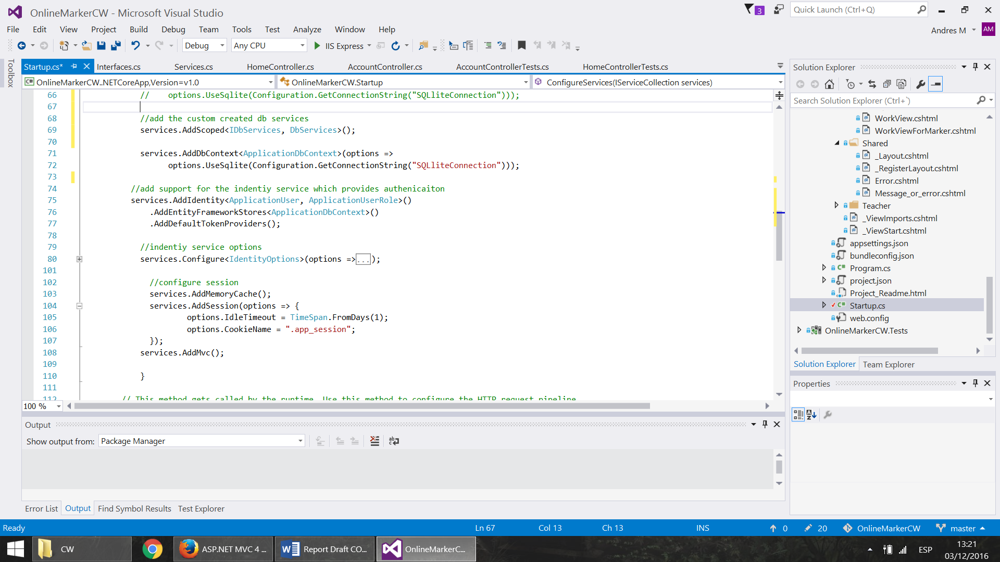 OnlineMarkerCW - Microsoft Visual Studio
3
Quick Launch (Ctrl+Q)
File Edit View Project Build Debug Team Tools Test Analyze Window Help
Andres M AM
Debug Any CPU IIS Express
Toolbox
Startup.cs* Interfaces.cs Services.cs HomeController.cs AccountController.cs AccountControllerTests.cs HomeControllerTests.cs
OnlineMarkerCW..NETCoreApp,Version=v1.0 OnlineMarkerCW.Startup ConfigureServices(IServiceCollection services)
66 // options.UseSqlite(Configuration.GetConnectionString("SQLliteConnection")));
67
68 //add the custom created db services
69 services.AddScoped<IDbServices, DbServices>();
70
71 services.AddDbContext<ApplicationDbContext>(options =>
72 options.UseSqlite(Configuration.GetConnectionString("SQLliteConnection")));
73
74 //add support for the indentiy service which provides authenicaiton
75 services.AddIdentity<ApplicationUser, ApplicationUserRole>()
76 .AddEntityFrameworkStores<ApplicationDbContext>()
77 .AddDefaultTokenProviders();
78
79 //indentiy service options
80 services.Configure<IdentityOptions>(options =>...);
101
102 //configure session
103 services.AddMemoryCache();
104 services.AddSession(options => {
105 options.IdleTimeout = TimeSpan.FromDays(1);
106 options.CookieName = ".app_session";
107 });
108 services.AddMvc();
109
110 }
111
112 // This method gets called by the runtime. Use this method to configure the HTTP request pipeline
100 %
Solution Explorer
Search Solution Explorer (Ctrl+`)
WorkView.cshtml
WorkViewForMarker.cshtml
Shared
_Layout.cshtml
_RegisterLayout.cshtml
Error.cshtml
Message_or_error.cshtml
Teacher
_ViewImports.cshtml
_ViewStart.cshtml
appsettings.json
bundleconfig.json
C# Program.cs
project.json
Project_Readme.html
C# Startup.cs
web.config
OnlineMarkerCW.Tests
Solution Explorer Team Explorer
Properties
Output
Show output from: Package Manager
Error List Output Find Symbol Results Test Explorer
Ready Ln 67 Col 13 Ch 13 INS 0 20 OnlineMarkerCW master
CW ASP.NET MVC 4 ... Report Draft CO... OnlineMarkerC... ESP 13:21
03/12/2016